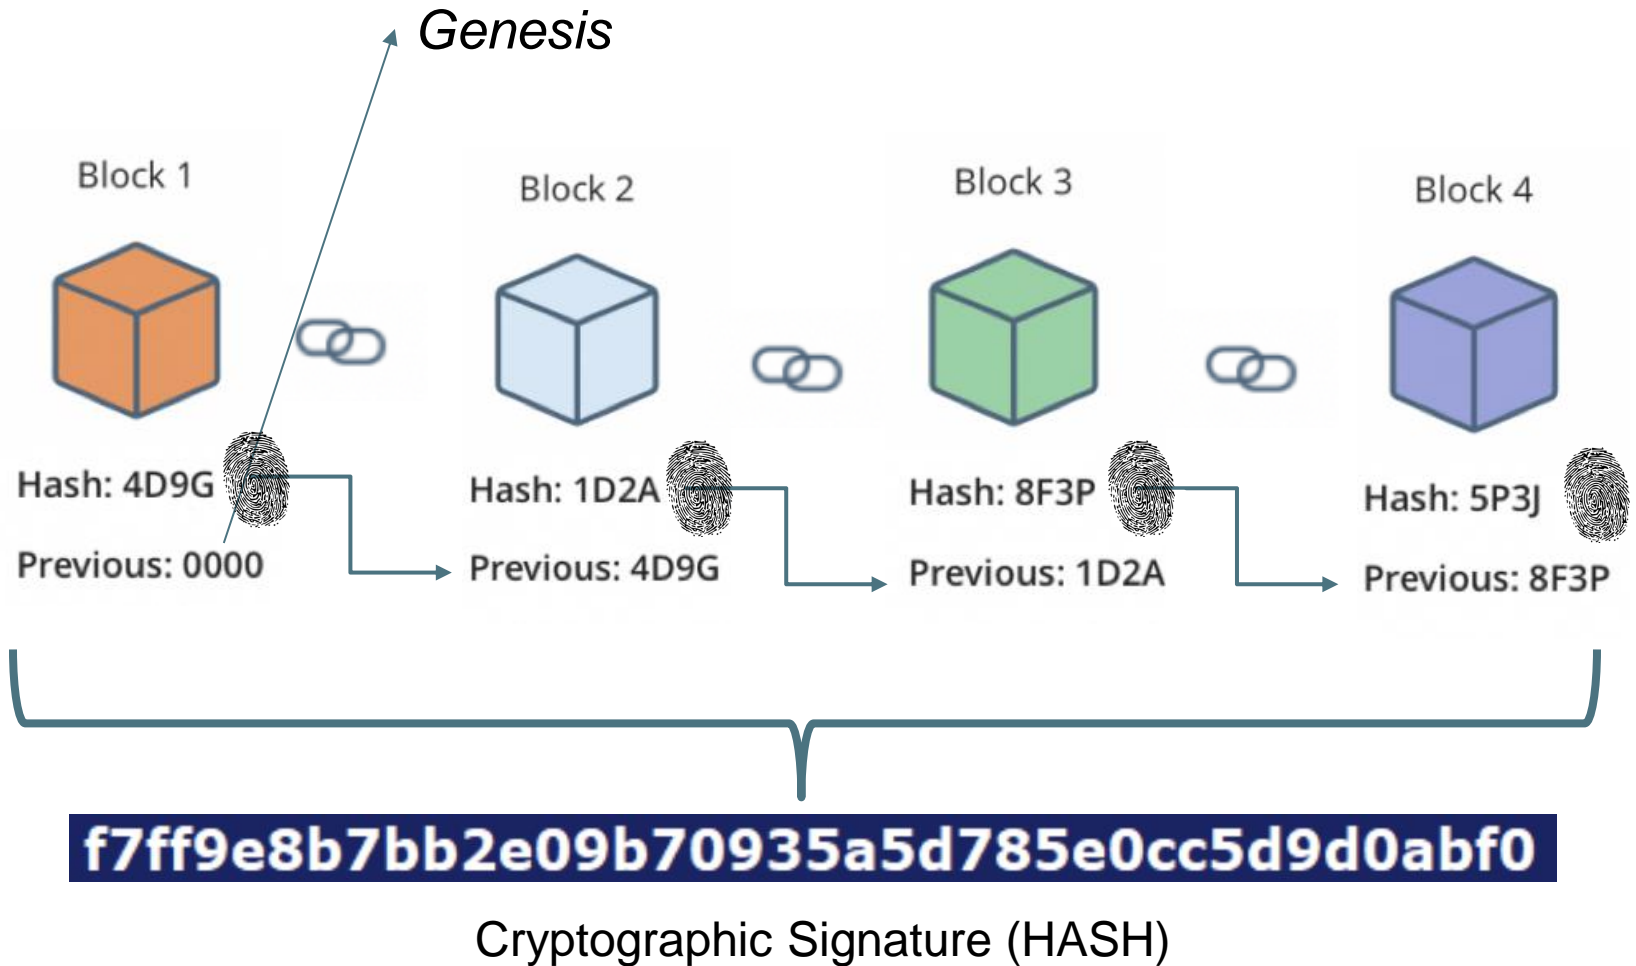 Genesis
Block 1
Block 2
Block 3
Block 4
Hash: 4D9G
Hash: 1D2A
Hash: 8F3P
Hash: 5P3J
Previous: 0000
Previous: 4D9G
Previous: 1D2A
Previous: 8F3P
f7ff9e8b7bb2e09b70935a5d785e0cc5d9d0abf0
Cryptographic Signature (HASH)